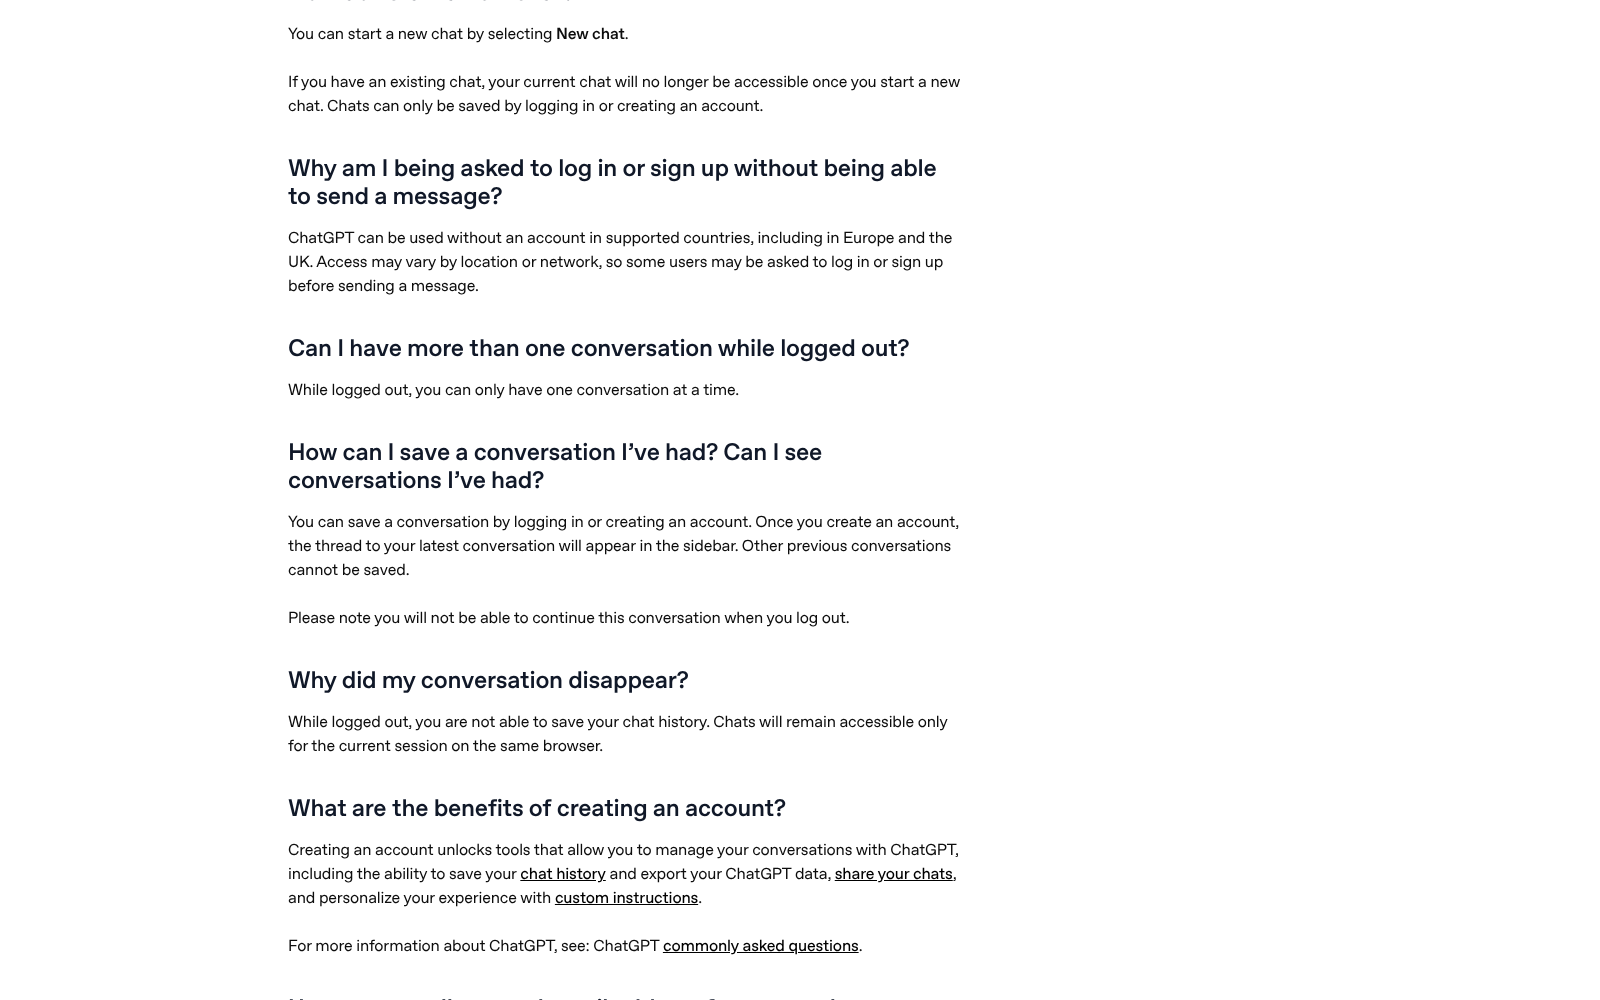 You can start a new chat by selecting New chat.
If you have an existing chat, your current chat will no longer be accessible once you start a new
chat. Chats can only be saved by logging in or creating an account.
Why am I being asked to log in or sign up without being able
to send a message?
ChatGPT can be used without an account in supported countries, including in Europe and the
UK. Access may vary by location or network, so some users may be asked to log in or sign up
before sending a message.
Can I have more than one conversation while logged out?
While logged out, you can only have one conversation at a time.
How can I save a conversation I’ve had? Can I see
conversations I’ve had?
You can save a conversation by logging in or creating an account. Once you create an account,
the thread to your latest conversation will appear in the sidebar. Other previous conversations
cannot be saved.
Please note you will not be able to continue this conversation when you log out.
Why did my conversation disappear?
While logged out, you are not able to save your chat history. Chats will remain accessible only
for the current session on the same browser.
What are the benefits of creating an account?
Creating an account unlocks tools that allow you to manage your conversations with ChatGPT,
including the ability to save your chat history and export your ChatGPT data, share your chats,
and personalize your experience with custom instructions.
For more information about ChatGPT, see: ChatGPT commonly asked questions.